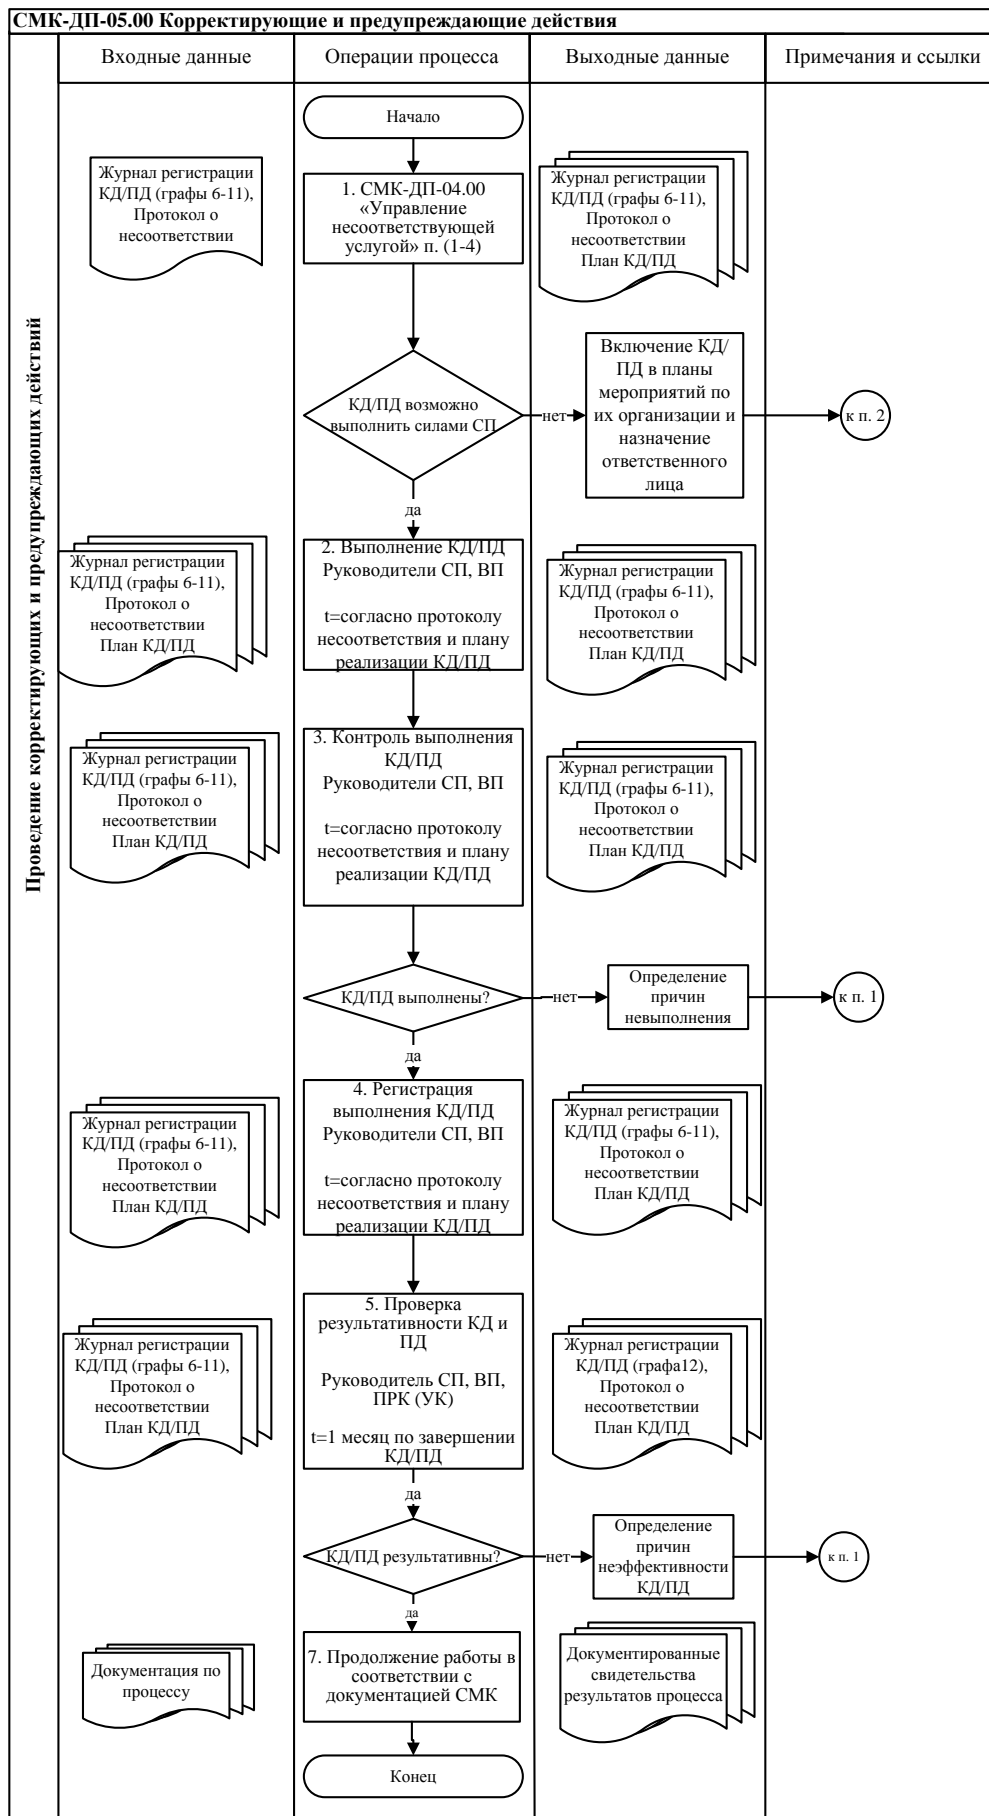 СМК-ДП-05.00 Корректирующие и предупреждающие действия
Входные данные
Операции процесса
Выходные данные
Примечания и ссылки
Проведение корректирующих и предупреждающих действий
Начало
Журнал регистрации
КД/ПД (графы 6-11),
Протокол о
несоответствии
1. СМК-ДП-04.00
«Управление
несоответствующей
услугой» п. (1-4)
Журнал регистрации
КД/ПД (графы 6-11),
Протокол о
несоответствии
План КД/ПД
КД/ПД возможно
выполнить силами СП
нет
Включение КД/
ПД в планы
мероприятий по
их организации и
назначение
ответственного
лица
к п. 2
да
Журнал регистрации
КД/ПД (графы 6-11),
Протокол о
несоответствии
План КД/ПД
2. Выполнение КД/ПД
Руководители СП, ВП
t=согласно протоколу
несоответствия и плану
реализации КД/ПД
Журнал регистрации
КД/ПД (графы 6-11),
Протокол о
несоответствии
План КД/ПД
Журнал регистрации
КД/ПД (графы 6-11),
Протокол о
несоответствии
План КД/ПД
3. Контроль выполнения
КД/ПД
Руководители СП, ВП
t=согласно протоколу
несоответствия и плану
реализации КД/ПД
Журнал регистрации
КД/ПД (графы 6-11),
Протокол о
несоответствии
План КД/ПД
КД/ПД выполнены?
нет
Определение
причин
невыполнения
к п. 1
да
Журнал регистрации
КД/ПД (графы 6-11),
Протокол о
несоответствии
План КД/ПД
4. Регистрация
выполнения КД/ПД
Руководители СП, ВП
t=согласно протоколу
несоответствия и плану
реализации КД/ПД
Журнал регистрации
КД/ПД (графы 6-11),
Протокол о
несоответствии
План КД/ПД
Журнал регистрации
КД/ПД (графы 6-11),
Протокол о
несоответствии
План КД/ПД
5. Проверка
результативности КД и
ПД
Руководитель СП, ВП,
ПРК (УК)
t=1 месяц по завершении
КД/ПД
Журнал регистрации
КД/ПД (графа12),
Протокол о
несоответствии
План КД/ПД
да
КД/ПД результативны?
нет
Определение
причин
неэффективности
КД/ПД
к п. 1
да
Документация по
процессу
7. Продолжение работы в
соответствии с
документацией СМК
Документированные
свидетельства
результатов процесса
Конец